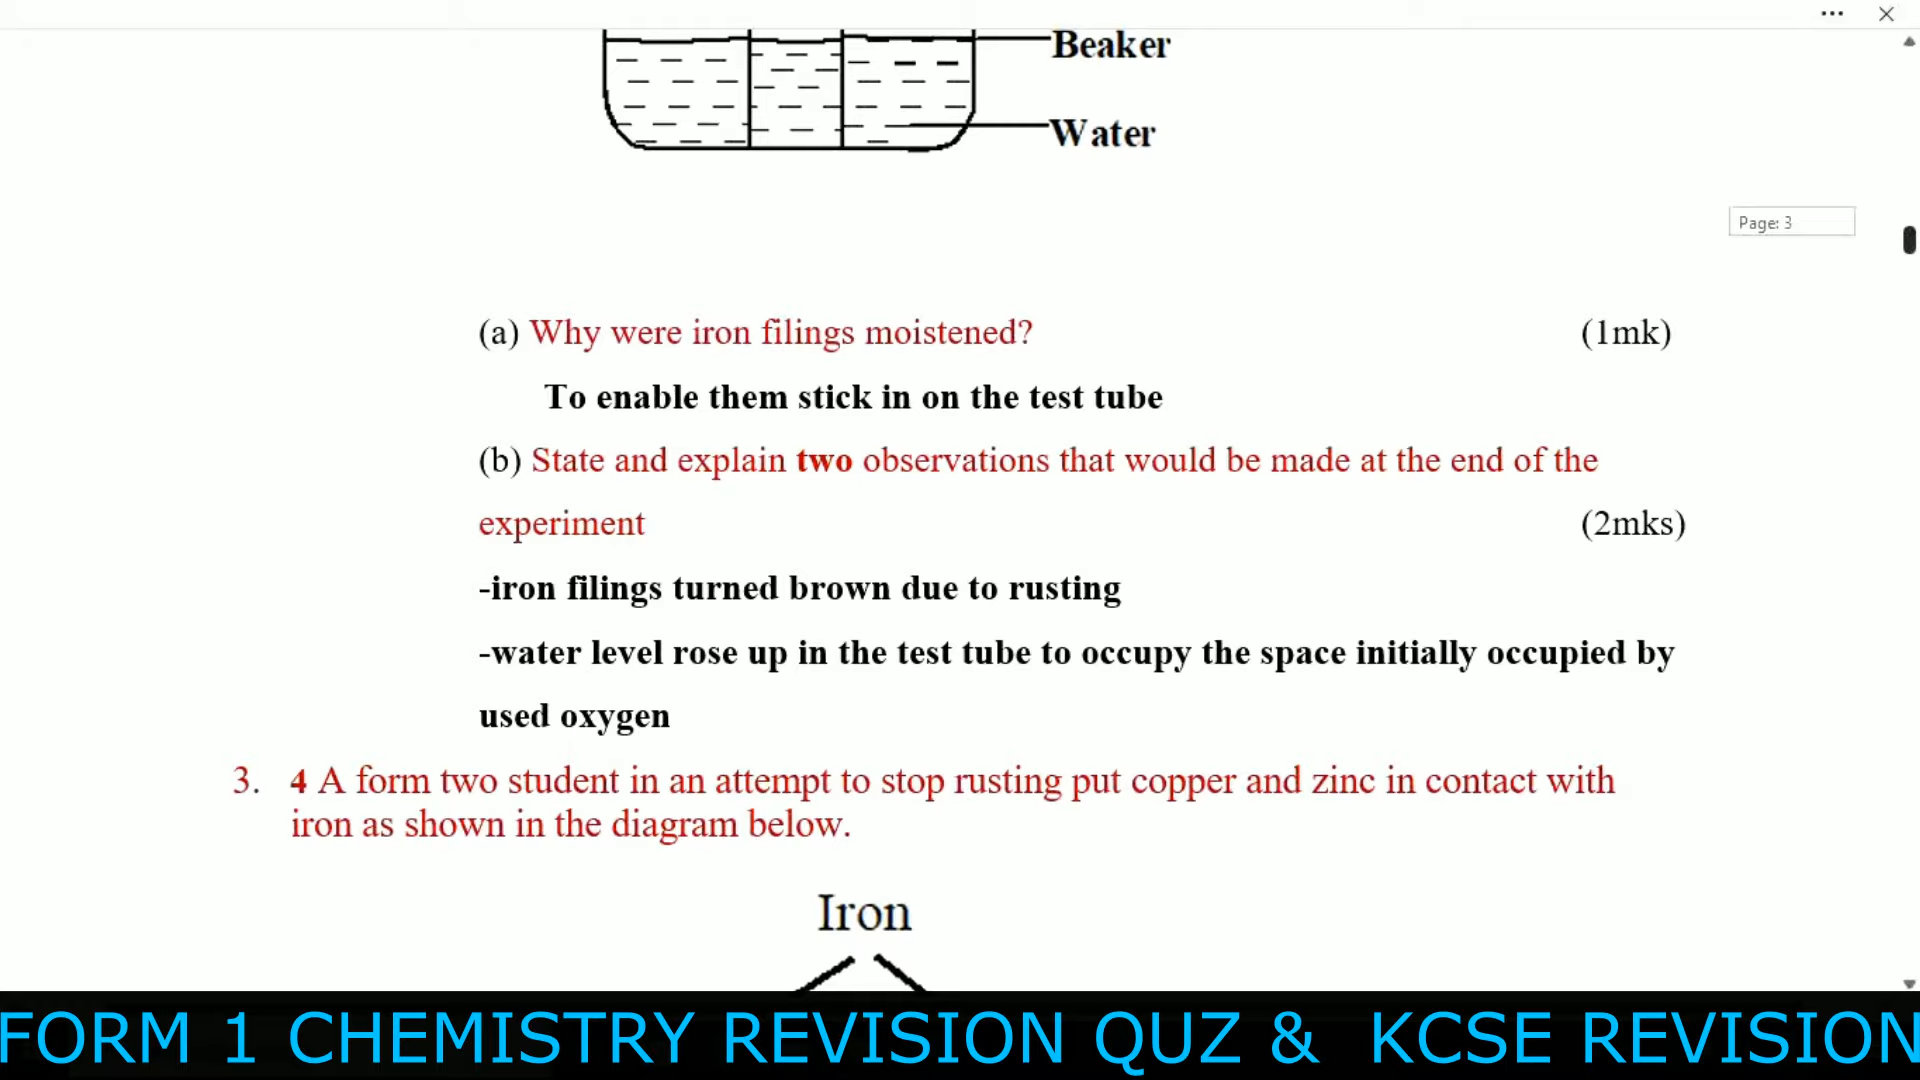 Beaker
Water
Page: 3
(a) Why were iron filings moistened? (1mk)
To enable them stick in on the test tube
(b) State and explain two observations that would be made at the end of the
experiment (2mks)
-iron filings turned brown due to rusting
-water level rose up in the test tube to occupy the space initially occupied by
used oxygen
3. 4 A form two student in an attempt to stop rusting put copper and zinc in contact with
iron as shown in the diagram below.
Iron
FORM 1 CHEMISTRY REVISION QUZ & KCSE REVISION